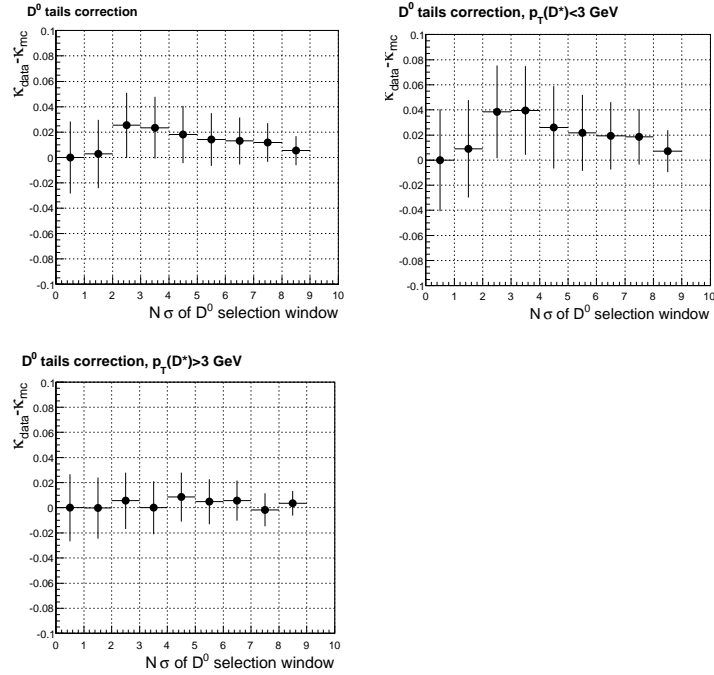 D⁰ tails correction
κ_data-κ_mc
0.1
0.08
0.06
0.04
0.02
0
-0.02
-0.04
-0.06
-0.08
-0.1
0 1 2 3 4 5 6 7 8 9 10
N σ of D⁰ selection window
D⁰ tails correction, p_T(D*)<3 GeV
κ_data-κ_mc
0.1
0.08
0.06
0.04
0.02
0
-0.02
-0.04
-0.06
-0.08
-0.1
0 1 2 3 4 5 6 7 8 9 10
N σ of D⁰ selection window
D⁰ tails correction, p_T(D*)>3 GeV
κ_data-κ_mc
0.1
0.08
0.06
0.04
0.02
0
-0.02
-0.04
-0.06
-0.08
-0.1
0 1 2 3 4 5 6 7 8 9 10
N σ of D⁰ selection window